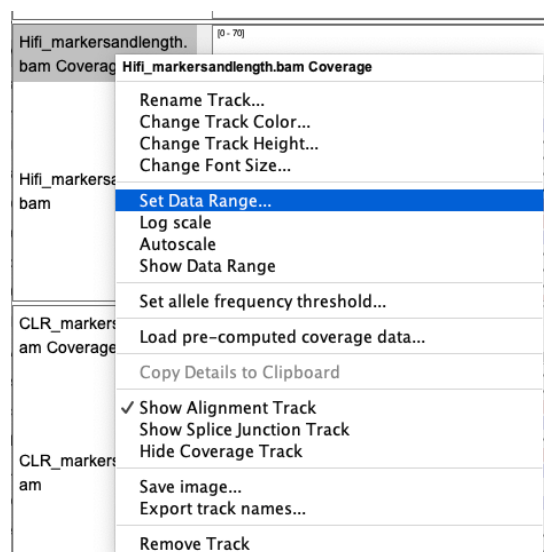 Hifi_markersandlength.
bam Coverag
[0 - 70]
Hifi_markersandlength.bam Coverage
Rename Track...
Change Track Color...
Change Track Height...
Change Font Size...
Set Data Range...
Log scale
Autoscale
Show Data Range
Set allele frequency threshold...
Load pre-computed coverage data...
Copy Details to Clipboard
✓ Show Alignment Track
Show Splice Junction Track
Hide Coverage Track
Save image...
Export track names...
Remove Track
Hifi_markersa
bam
CLR_markers
am Coverage
CLR_markers
am